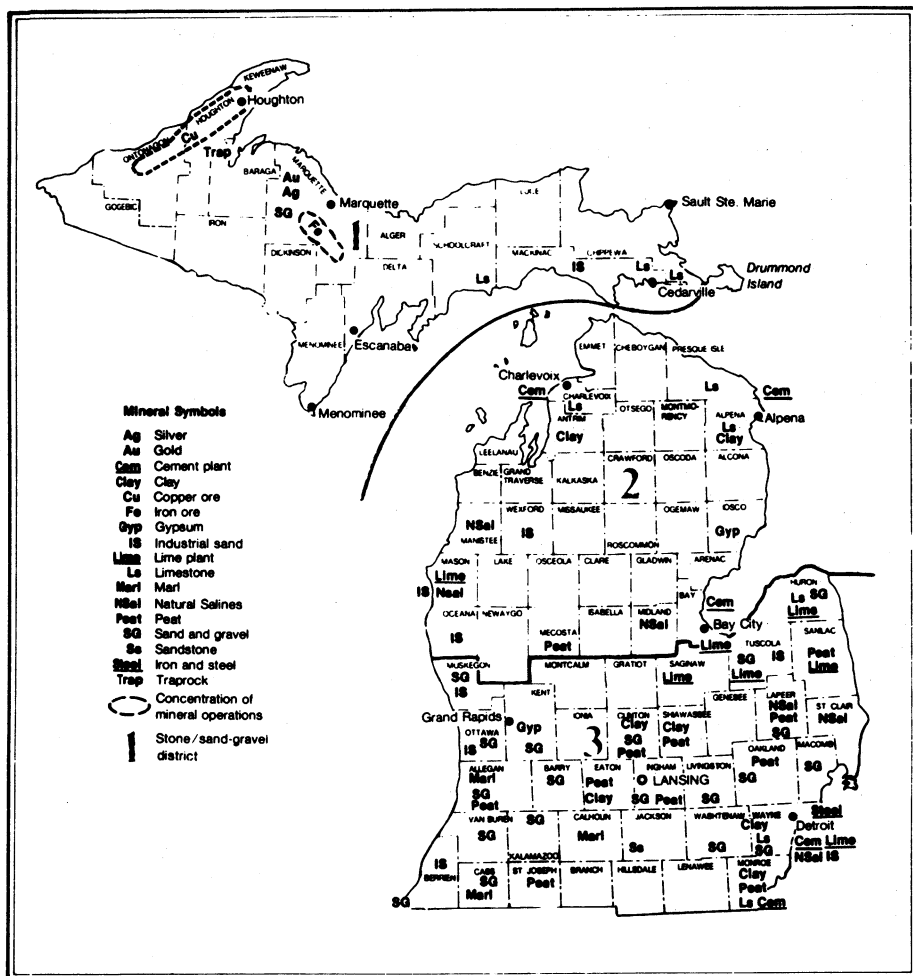 KEWEENAW
Houghton
HOUGHTON
ONTONAGON
Cu
Trap
BARAGA
MARQUETTE
Au
Ag
Marquette
SG
Fe
GOGEBIC
IRON
DICKINSON
ALGER
DELTA
SCHOOLCRAFT
LUCE
MACKINAC
CHIPPEWA
IS
Ls
Ls
Ls
Sault Ste. Marie
Cedarville
Drummond
Island
MENOMINEE
Escanaba
Menominee
Mineral Symbols
Ag Silver
Au Gold
Cem Cement plant
Clay Clay
Cu Copper ore
Fe Iron ore
Gyp Gypsum
IS Industrial sand
Lime Lime plant
Ls Limestone
Marl Marl
NSal Natural Salines
Peat Peat
SG Sand and gravel
Ss Sandstone
Steel Iron and steel
Trap Traprock
Concentration of
mineral operations
Stone/sand-gravel
district
EMMET
CHEBOYGAN
PRESQUE ISLE
Charlevoix
Cem
CHARLEVOIX
Ls
Ls
Cem
Alpena
ANTRIM
Clay
OTSEGO
MONTMO-
RENCY
ALPENA
Ls
Clay
LEELANAU
BENZIE
GRAND
TRAVERSE
KALKASKA
CRAWFORD
OSCODA
ALCONA
2
NSal
MANISTEE
WEXFORD
IS
MISSAUKEE
ROSCOMMON
OGEMAW
IOSCO
Gyp
MASON
Lime
IS Nsal
LAKE
OSCEOLA
CLARE
GLADWIN
ARENAC
BAY
Cem
Bay City
OCEANA
IS
NEWAYGO
MECOSTA
Peat
ISABELLA
MIDLAND
NSal
HURON
Ls SG
Lime
Lime
TUSCOLA
SG IS
Lime
SANILAC
Peat
Lime
MUSKEGON
SG
IS
MONTCALM
GRATIOT
SAGINAW
Lime
KENT
Grand Rapids
Gyp
SG
IONIA
3
CLINTON
Clay
SG
Peat
SHIAWASSEE
Clay
Peat
GENESEE
LAPEER
NSal
Peat
SG
ST CLAIR
NSal
OTTAWA
IS SG
ALLEGAN
Marl
SG
Peat
BARRY
SG
EATON
Peat
Clay
INGHAM
LANSING
SG Peat
LIVINGSTON
SG
OAKLAND
Peat
SG
MACOMB
SG
VAN BUREN
SG
KALAMAZOO
SG
CALHOUN
Marl
JACKSON
Ss
WASHTENAW
SG
WAYNE
Clay
Ls
SG
Steel
Detroit
Cem Lime
NSal IS
IS
BERRIEN
SG
CASS
SG
Marl
ST JOSEPH
Peat
BRANCH
HILLSDALE
LENAWEE
MONROE
Clay
Peat
Ls Cem